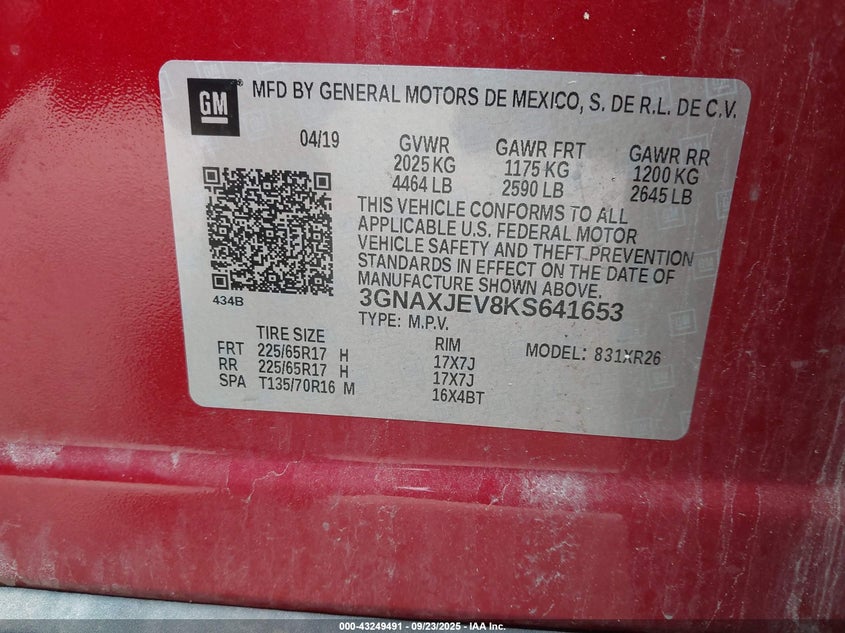 GM
MFD BY GENERAL MOTORS DE MEXICO, S. DE R.L. DE C.V.
04/19 GVWR GAWR FRT GAWR RR
2025 KG 1175 KG 1200 KG
4464 LB 2590 LB 2645 LB
THIS VEHICLE CONFORMS TO ALL
APPLICABLE U.S. FEDERAL MOTOR
VEHICLE SAFETY AND THEFT PREVENTION
STANDARDS IN EFFECT ON THE DATE OF
MANUFACTURE SHOWN ABOVE.
434B
3GNAXJEV8KS641653
TYPE: M.P.V.
TIRE SIZE RIM MODEL: 831XR26
FRT 225/65R17 H 17X7J
RR 225/65R17 H 17X7J
SPA T135/70R16 M 16X4BT
000-43249491 - 09/23/2025 - IAA Inc.